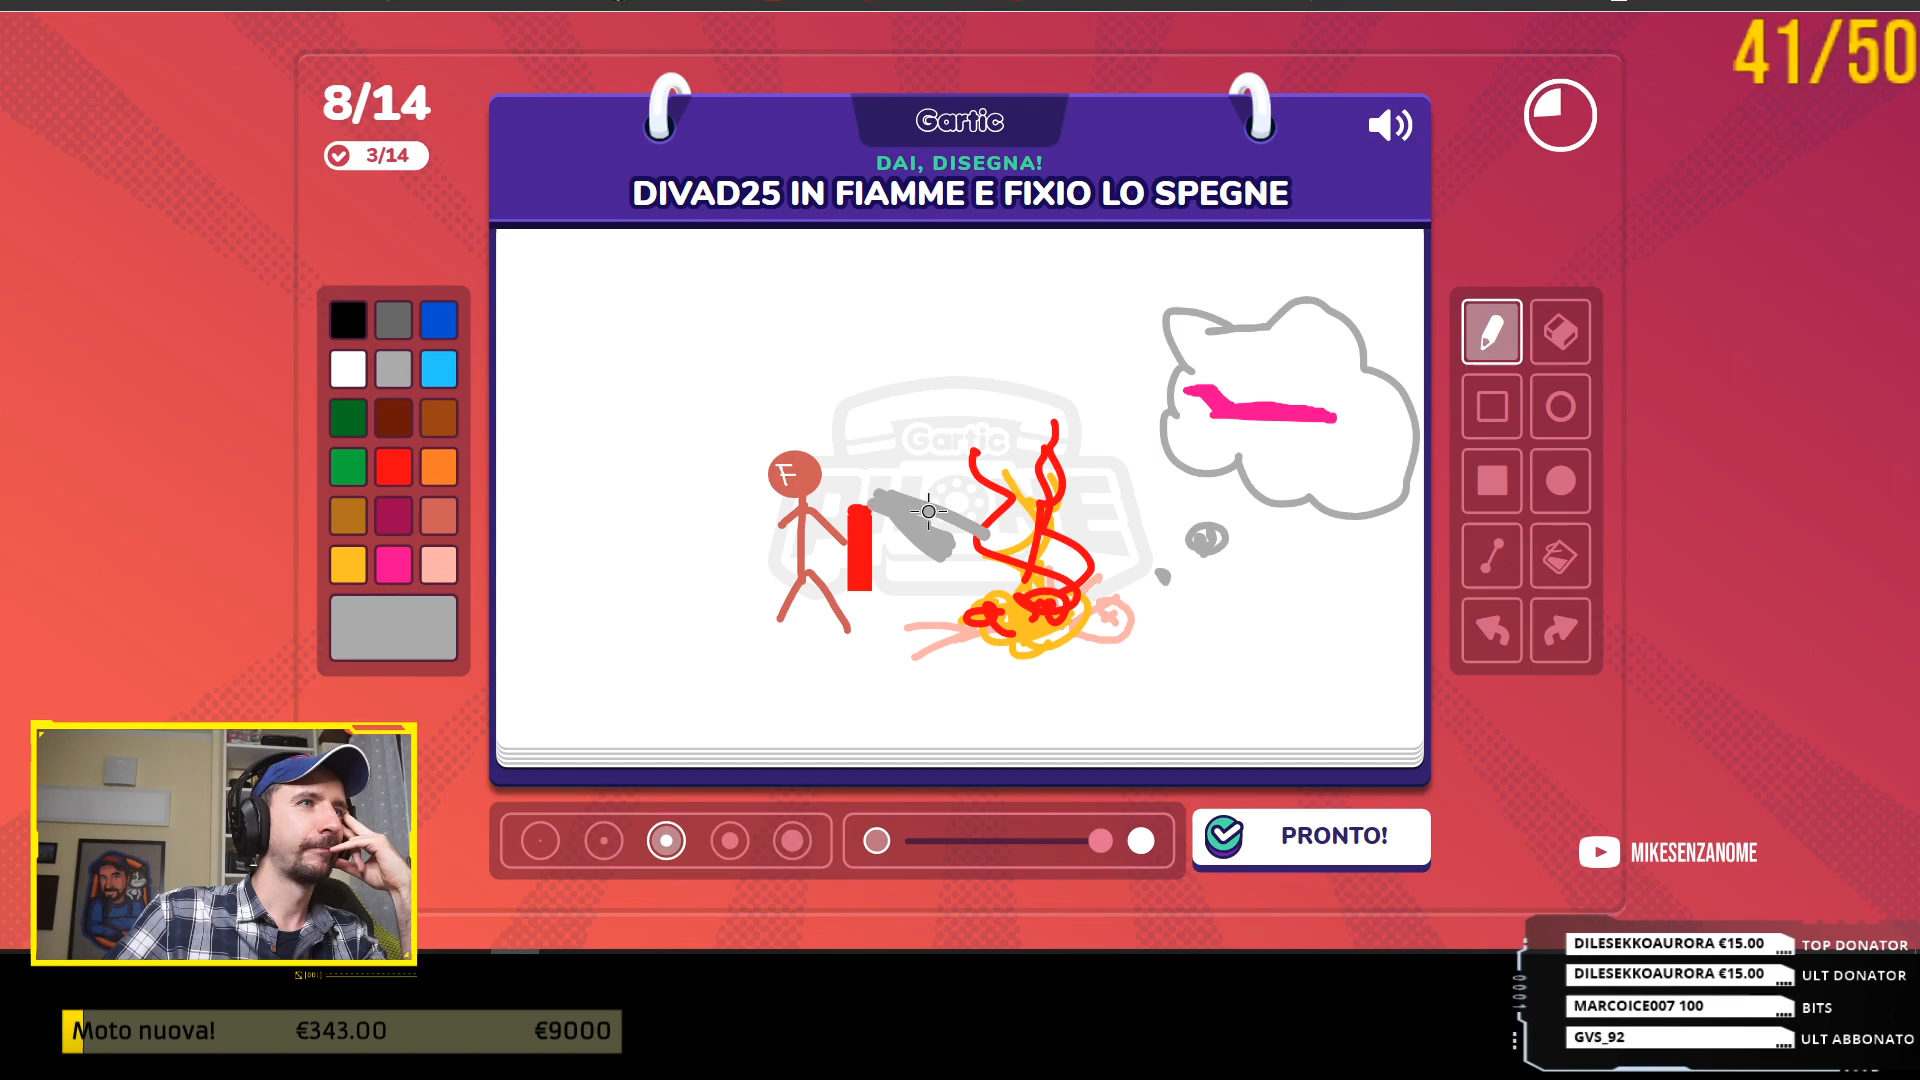 41/50
8/14
3/14
Gartic
DAI, DISEGNA!
DIVAD25 IN FIAMME E FIXIO LO SPEGNE
Gartic
PHONE
F
PRONTO!
MIKESENZANOME
DILESEKKOAURORA €15.00 TOP DONATOR
DILESEKKOAURORA €15.00 ULT DONATOR
MARCOICE007 100 BITS
GVS_92 ULT ABBONATO
Moto nuova! €343.00 €9000